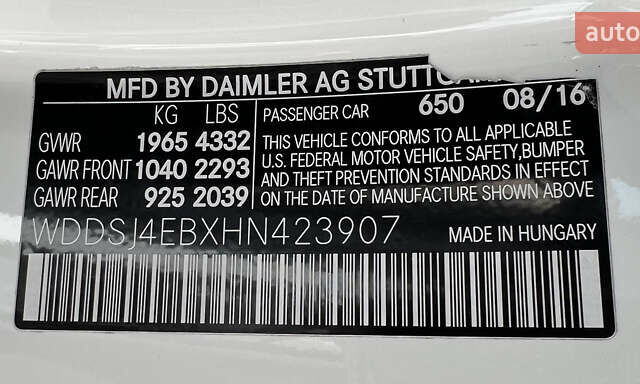 auto
MFD BY DAIMLER AG
KG LBS
PASSENGER CAR 650 08/16
GVWR 1965 4332
GAWR FRONT 1040 2293
GAWR REAR 925 2039
THIS VEHICLE CONFORMS TO ALL APPLICABLE
U.S. FEDERAL MOTOR VEHICLE SAFETY,BUMPER
AND THEFT PREVENTION STANDARDS IN EFFECT
ON THE DATE OF MANUFACTURE SHOWN ABOVE
WDDSJ4EBXHN423907
MADE IN HUNGARY